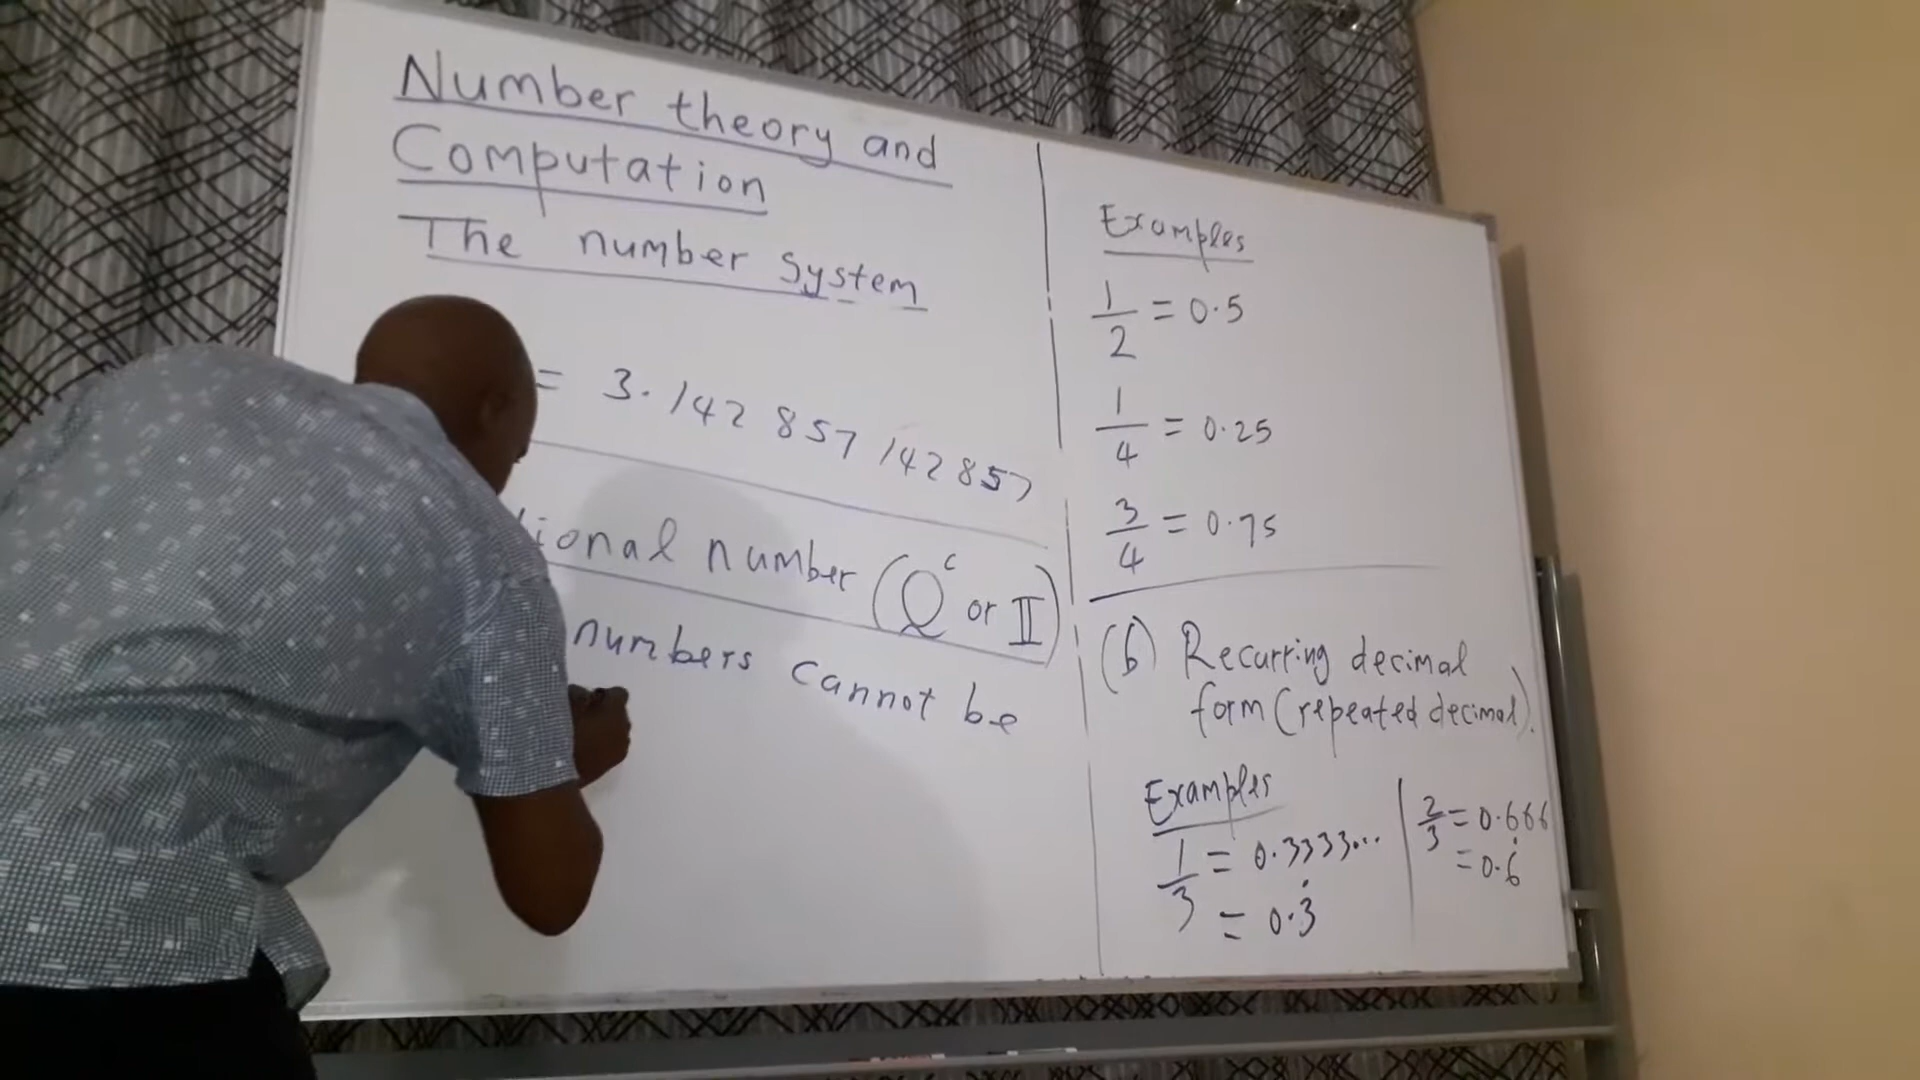 Number theory and
Computation
The number system
= 3.142 857 142857
tional number (Qᶜ or II)
numbers cannot be
Examples
1/2 = 0.5
1/4 = 0.25
3/4 = 0.75
(b) Recurring decimal
form (repeated decimal).
Examples
1/3 = 0.3333...
= 0.3̇
2/3 = 0.666
= 0.6̇